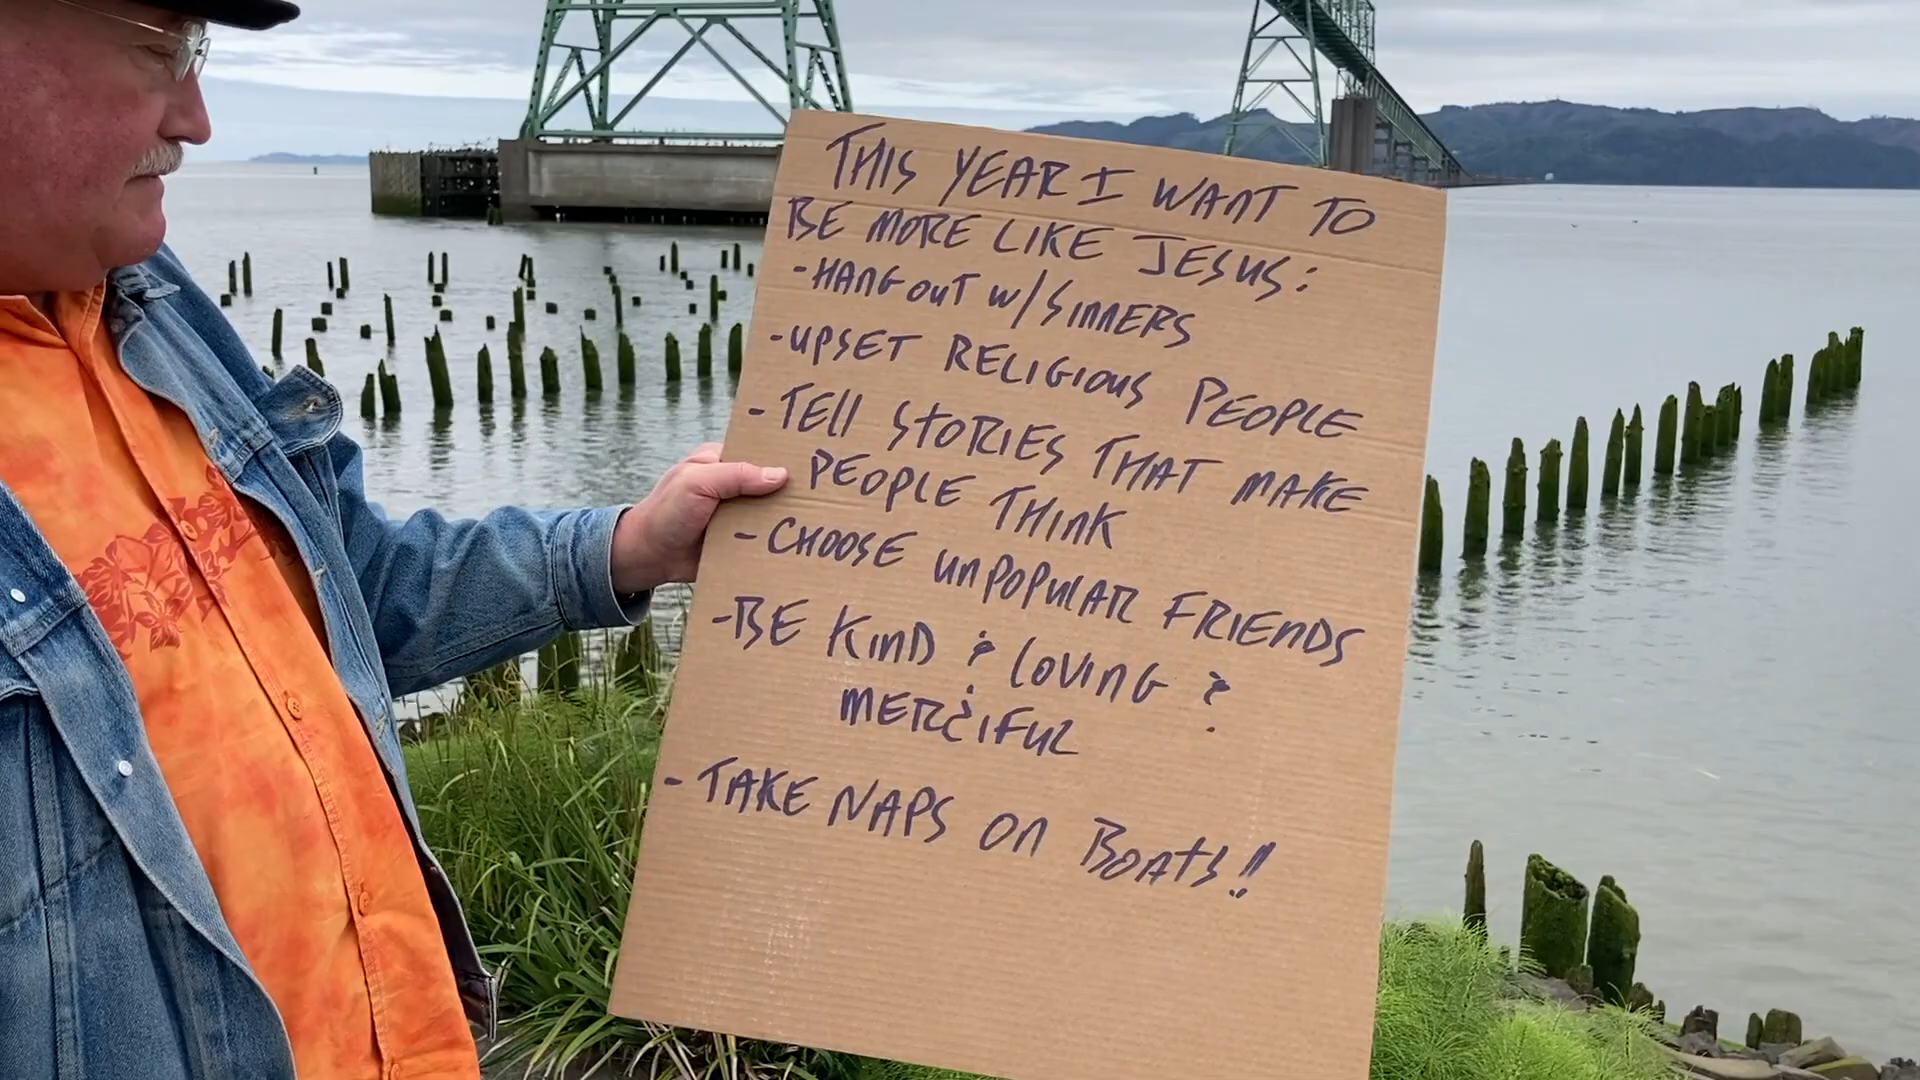 THIS YEAR I WANT TO
BE MORE LIKE JESUS:
-HANG OUT W/SINNERS
-UPSET RELIGIOUS PEOPLE
-TELL STORIES THAT MAKE
PEOPLE THINK
-CHOOSE UNPOPULAR FRIENDS
-BE KIND & LOVING &
MERCIFUL
-TAKE NAPS ON BOATS!!